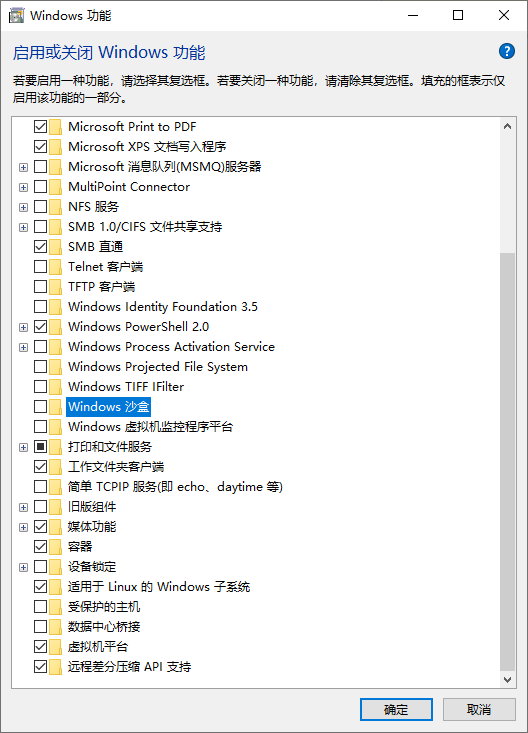 Windows 功能
启用或关闭 Windows 功能
若要启用一种功能，请选择其复选框。若要关闭一种功能，请清除其复选框。填充的框表示仅
启用该功能的一部分。
Microsoft Print to PDF
Microsoft XPS 文档写入程序
Microsoft 消息队列(MSMQ)服务器
MultiPoint Connector
NFS 服务
SMB 1.0/CIFS 文件共享支持
SMB 直通
Telnet 客户端
TFTP 客户端
Windows Identity Foundation 3.5
Windows PowerShell 2.0
Windows Process Activation Service
Windows Projected File System
Windows TIFF IFilter
Windows 沙盒
Windows 虚拟机监控程序平台
打印和文件服务
工作文件夹客户端
简单 TCPIP 服务(即 echo、daytime 等)
旧版组件
媒体功能
容器
设备锁定
适用于 Linux 的 Windows 子系统
受保护的主机
数据中心桥接
虚拟机平台
远程差分压缩 API 支持
确定
取消